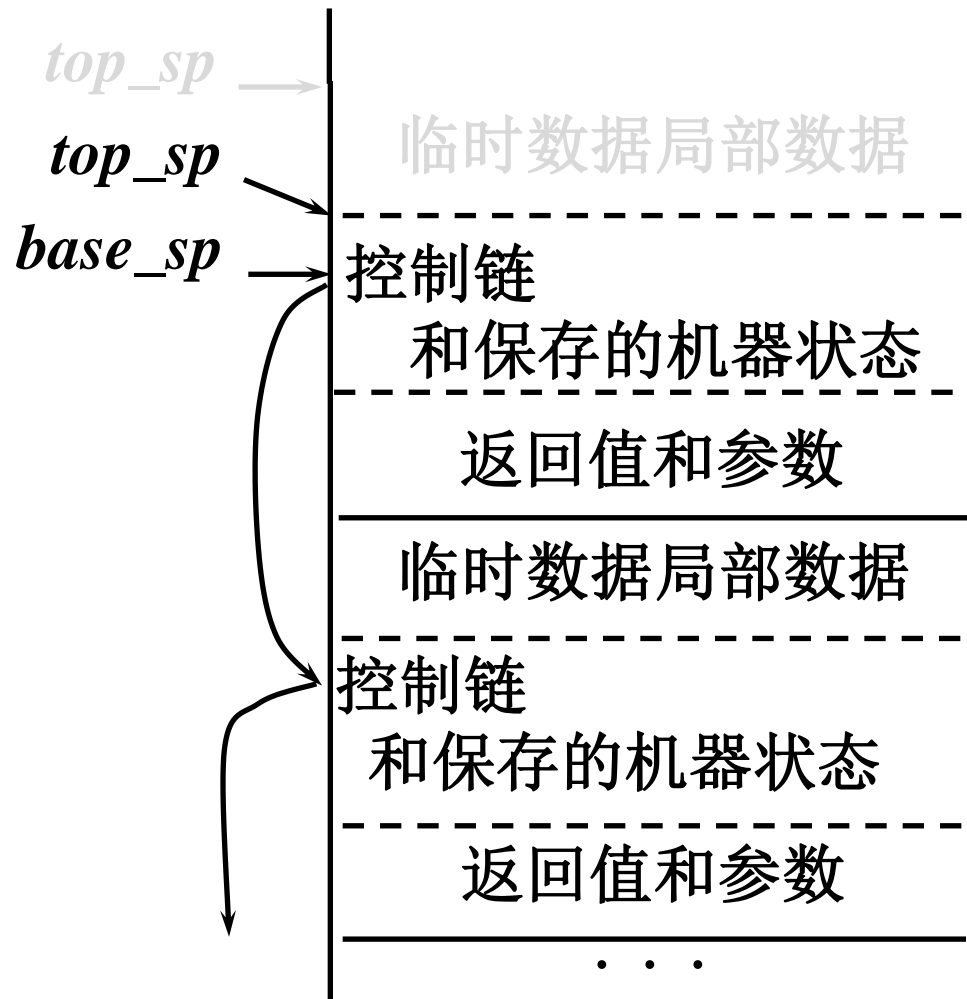 top_sp
临时数据局部数据
top_sp
base_sp
控制链
和保存的机器状态
返回值和参数
临时数据局部数据
控制链
和保存的机器状态
返回值和参数
. . .